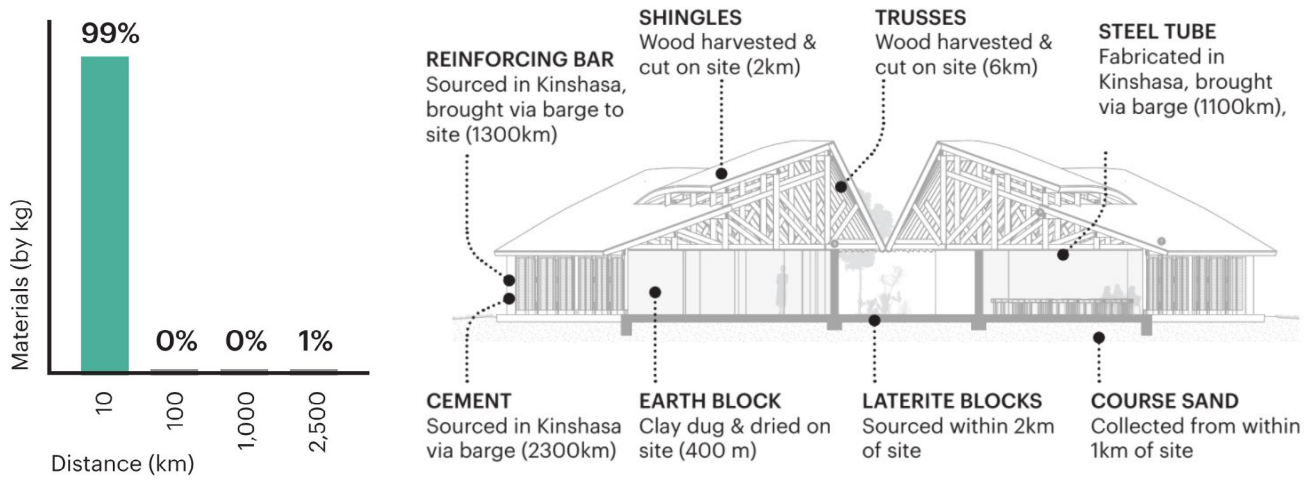 99%
0%
0%
1%
Materials (by kg)
10
100
1,000
2,500
Distance (km)
REINFORCING BAR
Sourced in Kinshasa,
brought via barge to
site (1300km)
SHINGLES
Wood harvested &
cut on site (2km)
TRUSSES
Wood harvested &
cut on site (6km)
STEEL TUBE
Fabricated in
Kinshasa, brought
via barge (1100km),
CEMENT
Sourced in Kinshasa
via barge (2300km)
EARTH BLOCK
Clay dug & dried on
site (400 m)
LATERITE BLOCKS
Sourced within 2km
of site
COURSE SAND
Collected from within
1km of site